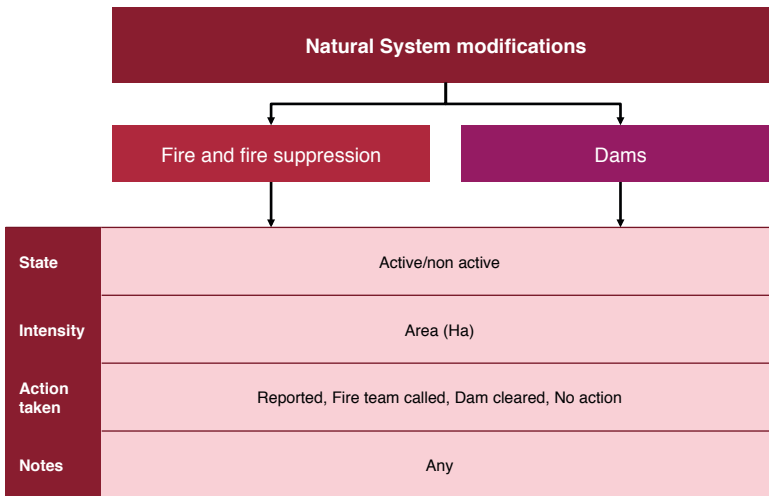 Natural System modifications
Fire and fire suppression
Dams
State
Active/non active
Intensity
Area (Ha)
Action
taken
Reported, Fire team called, Dam cleared, No action
Notes
Any